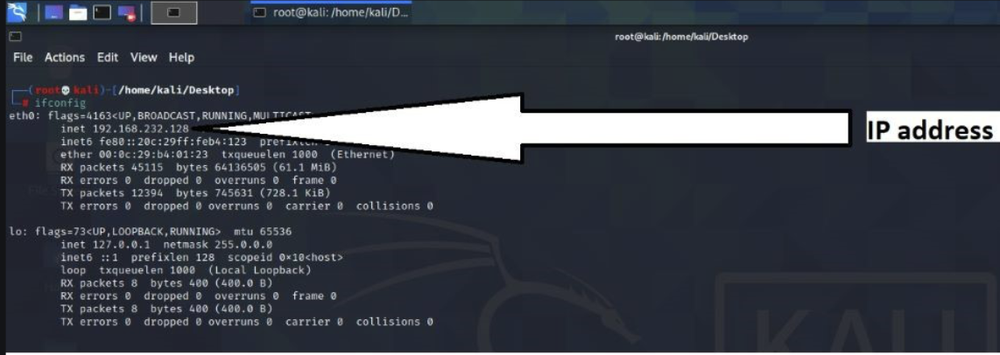 root@kali: /home/kali/D...
root@kali: /home/kali/Desktop
File Actions Edit View Help
(root💀kali)-[/home/kali/Desktop]
# ifconfig
eth0: flags=4163<UP,BROADCAST,RUNNING,MULTICAST
inet 192.168.232.128
inet6 fe80::20c:29ff:feb4:123
ether 00:0c:29:b4:01:23 txqueuelen 1000 (Ethernet)
RX packets 45115 bytes 64136505 (61.1 MiB)
RX errors 0 dropped 0 overruns 0 frame 0
TX packets 12394 bytes 745631 (728.1 KiB)
TX errors 0 dropped 0 overruns 0 carrier 0 collisions 0
IP address
lo: flags=73<UP,LOOPBACK,RUNNING> mtu 65536
inet 127.0.0.1 netmask 255.0.0.0
inet6 ::1 prefixlen 128 scopeid 0×10<host>
loop txqueuelen 1000 (Local Loopback)
RX packets 8 bytes 400 (400.0 B)
RX errors 0 dropped 0 overruns 0 frame 0
TX packets 8 bytes 400 (400.0 B)
TX errors 0 dropped 0 overruns 0 carrier 0 collisions 0
KALI